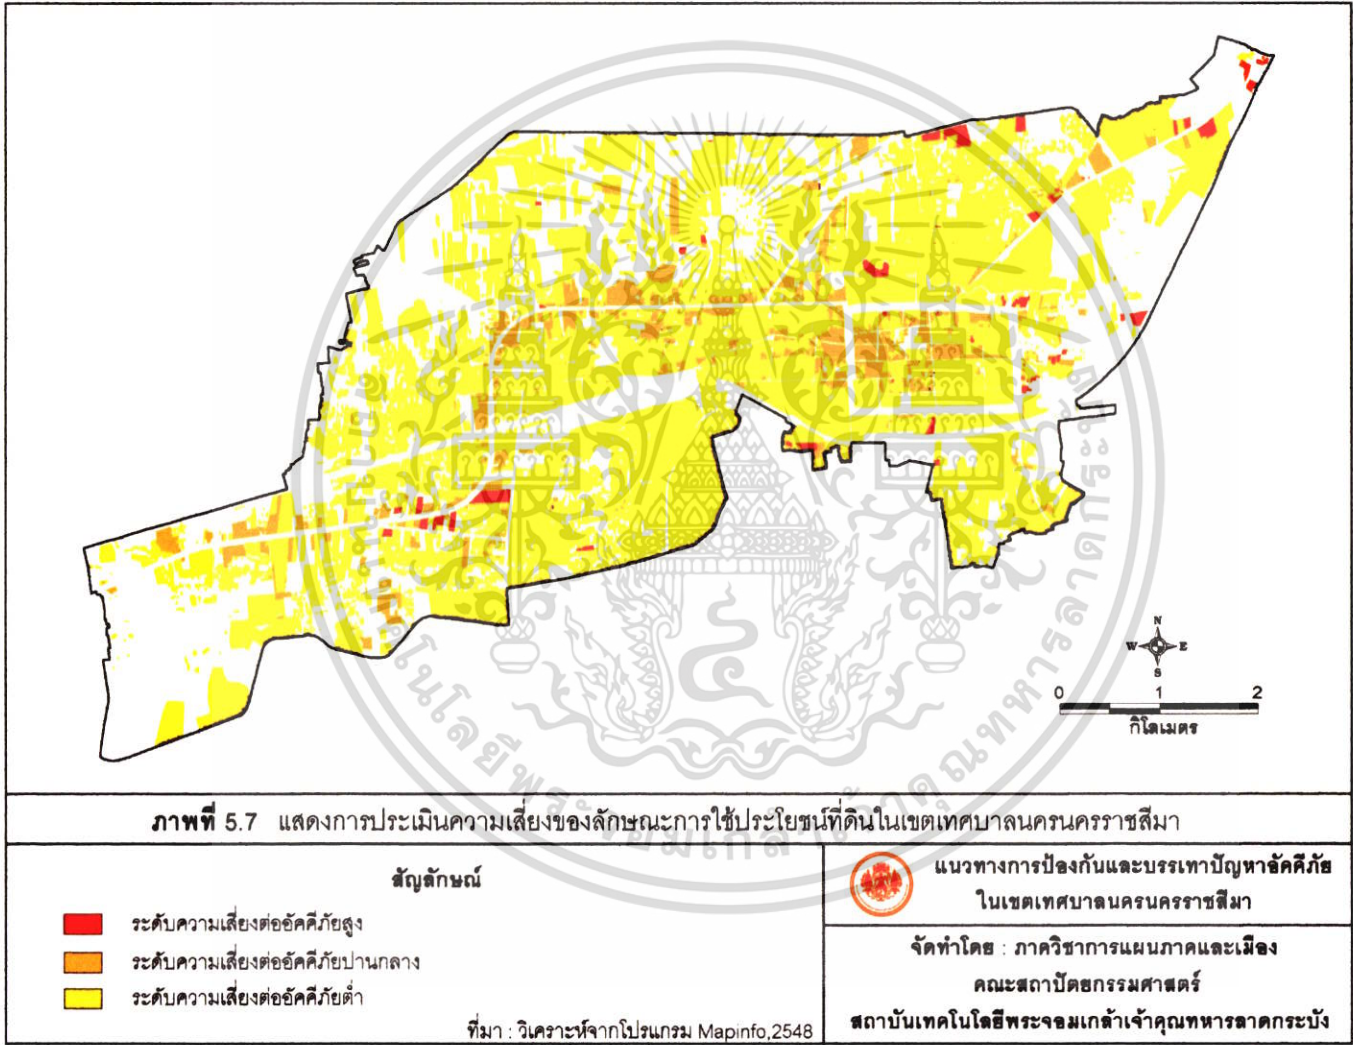 N
W E
S
0 1 2
กิโลเมตร
ภาพที่ 5.7 แสดงการประเมินความเสี่ยงของลักษณะการใช้ประโยชน์ที่ดินในเขตเทศบาลนครนครราชสีมา
สัญลักษณ์
ระดับความเสี่ยงต่ออัคคีภัยสูง
ระดับความเสี่ยงต่ออัคคีภัยปานกลาง
ระดับความเสี่ยงต่ออัคคีภัยต่ำ
ที่มา : วิเคราะห์จากโปรแกรม Mapinfo,2548
แนวทางการป้องกันและบรรเทาปัญหาอัคคีภัย
ในเขตเทศบาลนครนครราชสีมา
จัดทำโดย : ภาควิชาการแผนภาคและเมือง
คณะสถาปัตยกรรมศาสตร์
สถาบันเทคโนโลยีพระจอมเกล้าเจ้าคุณทหารลาดกระบัง